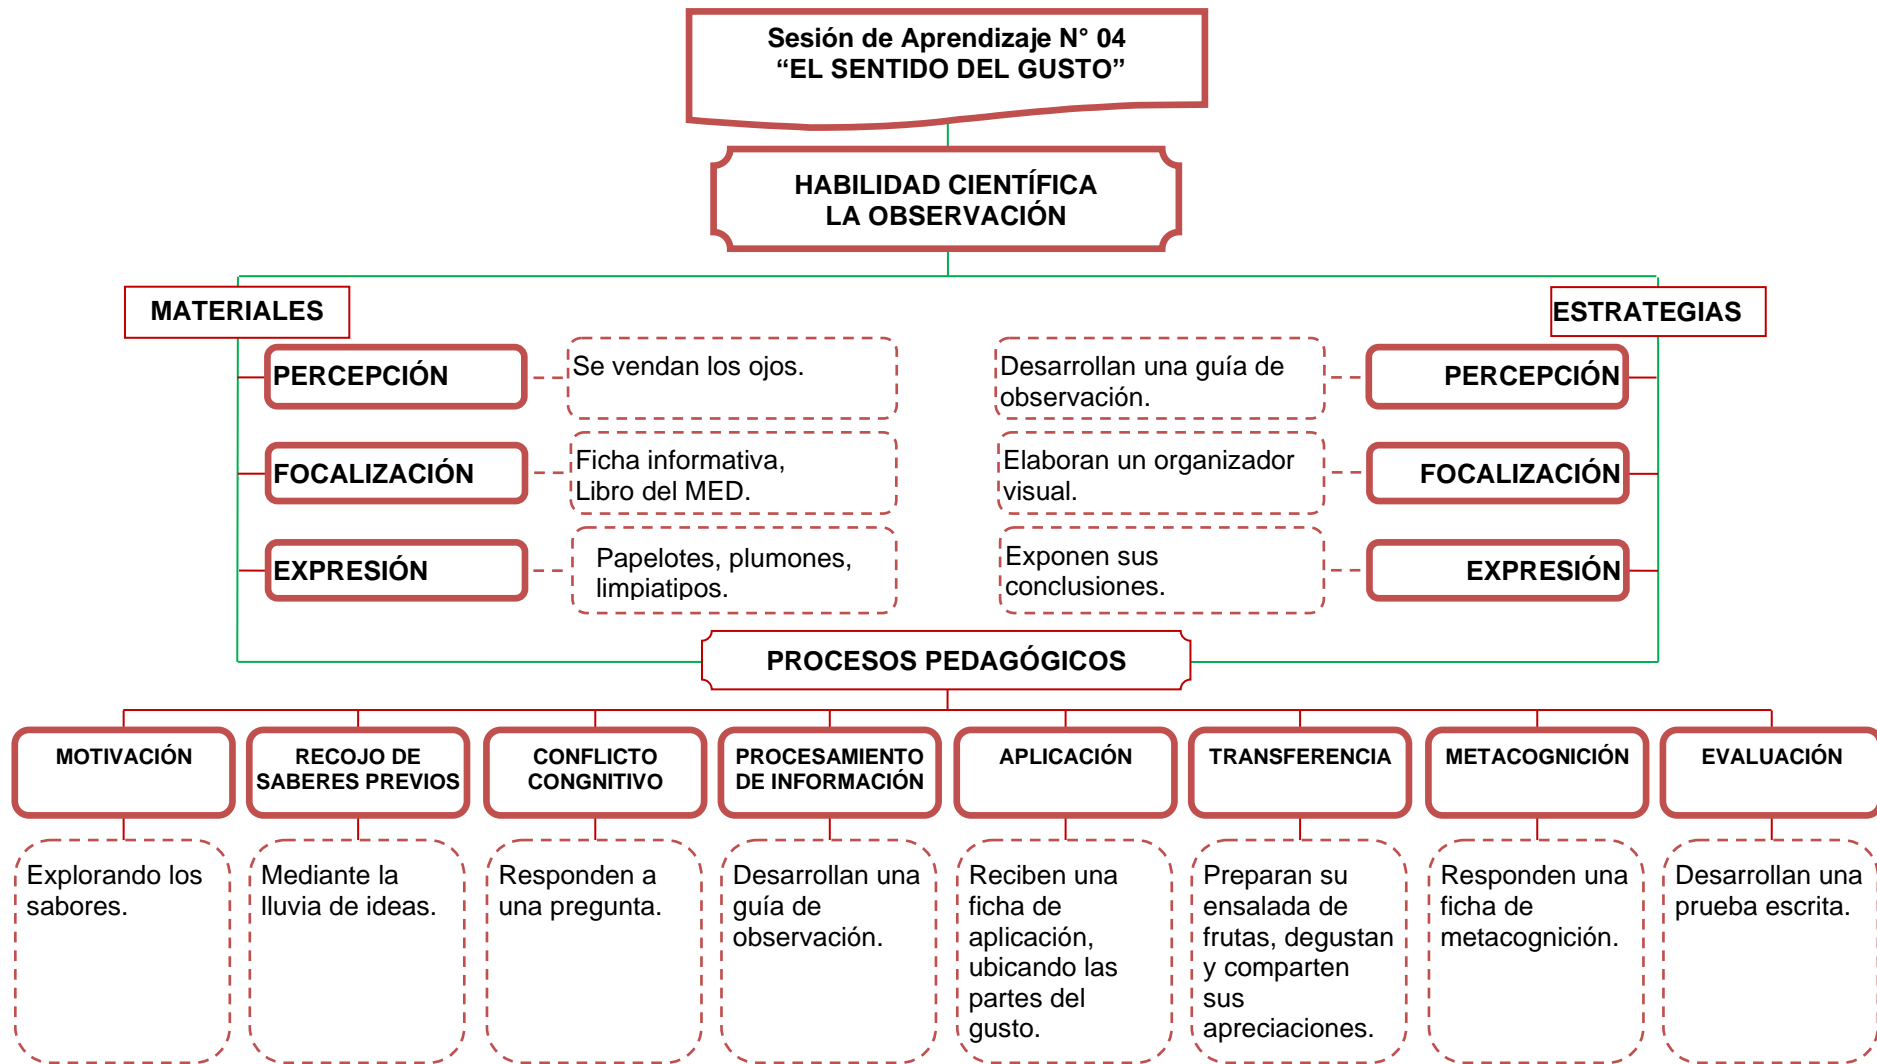 Sesión de Aprendizaje N° 04
“EL SENTIDO DEL GUSTO”
HABILIDAD CIENTÍFICA
LA OBSERVACIÓN
MATERIALES
ESTRATEGIAS
PERCEPCIÓN
Se vendan los ojos.
Desarrollan una guía de
observación.
PERCEPCIÓN
FOCALIZACIÓN
Ficha informativa,
Libro del MED.
Elaboran un organizador
visual.
FOCALIZACIÓN
EXPRESIÓN
Papelotes, plumones,
limpiatipos.
Exponen sus
conclusiones.
EXPRESIÓN
PROCESOS PEDAGÓGICOS
MOTIVACIÓN
Explorando los
sabores.
RECOJO DE
SABERES PREVIOS
Mediante la
lluvia de ideas.
CONFLICTO
CONGNITIVO
Responden a
una pregunta.
PROCESAMIENTO
DE INFORMACIÓN
Desarrollan una
guía de
observación.
APLICACIÓN
Reciben una
ficha de
aplicación,
ubicando las
partes del
gusto.
TRANSFERENCIA
Preparan su
ensalada de
frutas, degustan
y comparten
sus
apreciaciones.
METACOGNICIÓN
Responden una
ficha de
metacognición.
EVALUACIÓN
Desarrollan una
prueba escrita.